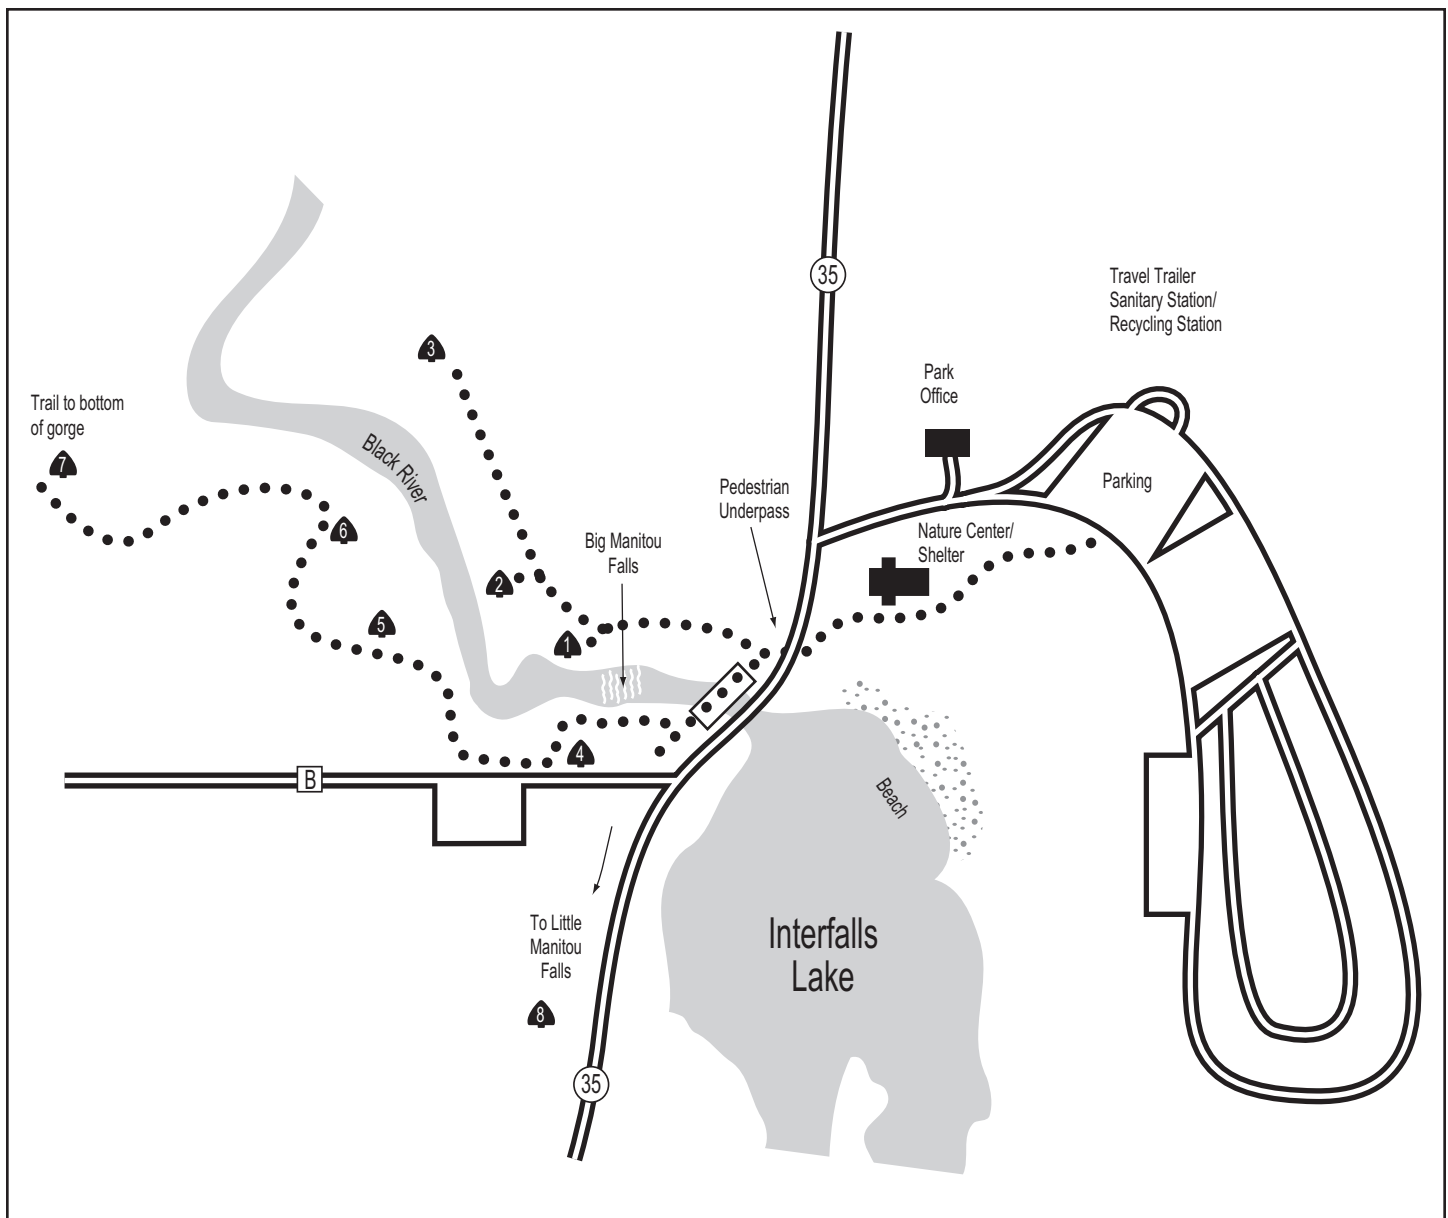 35
Travel Trailer
Sanitary Station/
Recycling Station
3
Park
Office
Trail to bottom
of gorge
7
Black River
Parking
Pedestrian
Underpass
6
Nature Center/
Shelter
Big Manitou
Falls
2
5
1
4
B
Beach
To Little
Manitou
Falls
Interfalls
Lake
8
35